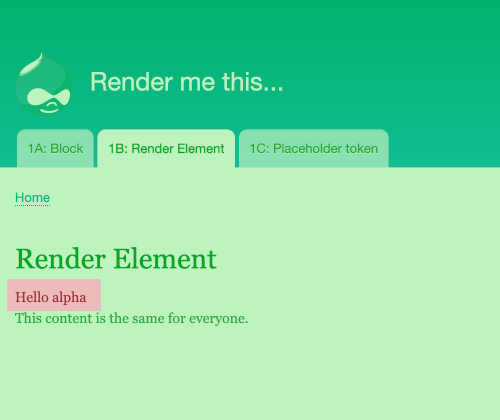 Render me this...
1A: Block
1B: Render Element
1C: Placeholder token
Home
Render Element
Hello alpha
This content is the same for everyone.